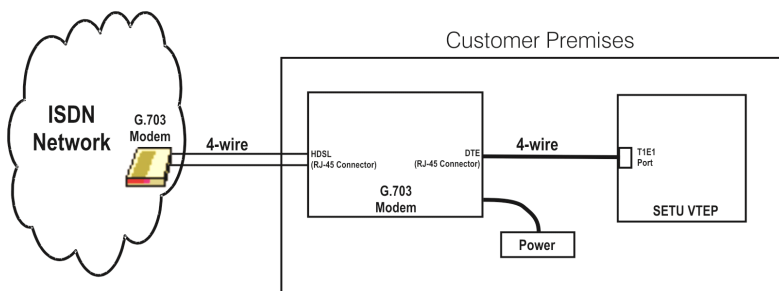 Customer Premises
ISDN
Network
G.703
Modem
4-wire
HDSL
(RJ-45 Connector)
DTE
(RJ-45 Connector)
G.703
Modem
4-wire
T1E1
Port
SETU VTEP
Power